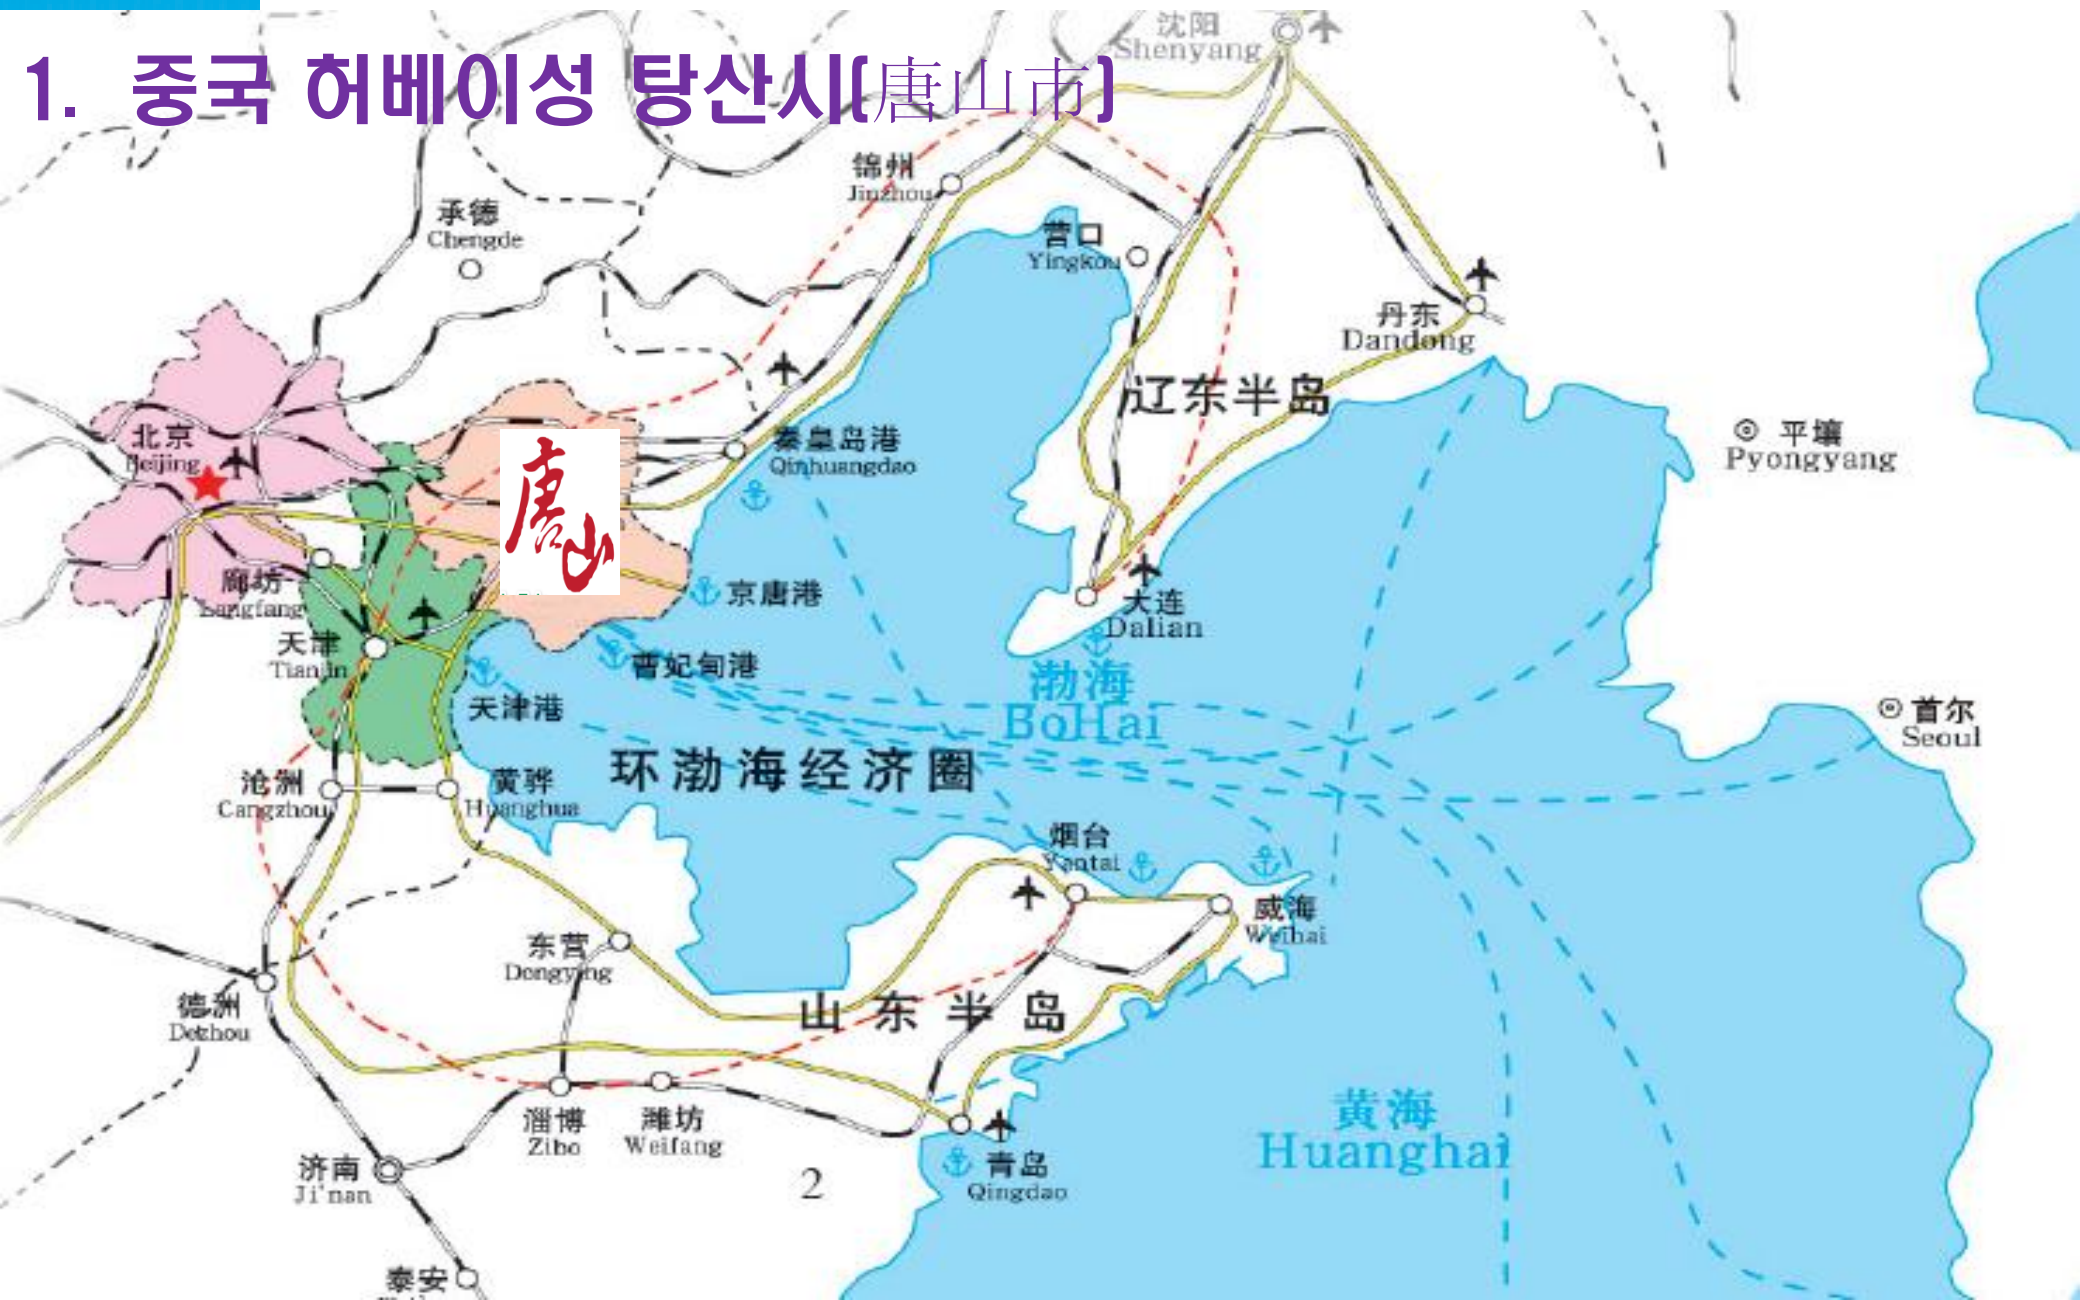 沈阳
Shenyang
1. 중국 허베이성 탕산시(唐山市)
锦州
Jinzhou
承德
Chengde
营口
Yingkou
丹东
Dandong
辽东半岛
北京
Beijing
秦皇岛港
Qinhuangdao
平壤
Pyongyang
唐山
廊坊
Langfang
京唐港
大连
Dalian
天津
Tianjin
曹妃甸港
天津港
渤海
BoHai
首尔
Seoul
环渤海经济圈
沧洲
Cangzhou
黄骅
Huanghua
烟台
Yantai
威海
Weihai
东营
Dongying
山东半岛
德洲
Dezhou
淄博
Zibo
潍坊
Weifang
黄海
Huanghai
济南
Ji'nan
2
青岛
Qingdao
泰安